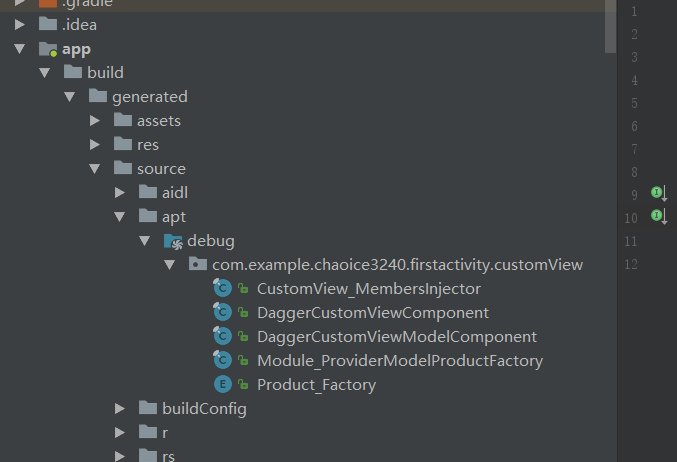 .gradle
1
.idea
2
app
3
build
4
generated
5
assets
6
res
7
source
8
aidl
9
apt
10
debug
11
com.example.chaoice3240.firstactivity.customView
12
CustomView_MembersInjector
DaggerCustomViewComponent
DaggerCustomViewModelComponent
Module_ProviderModelProductFactory
Product_Factory
buildConfig
r
rs